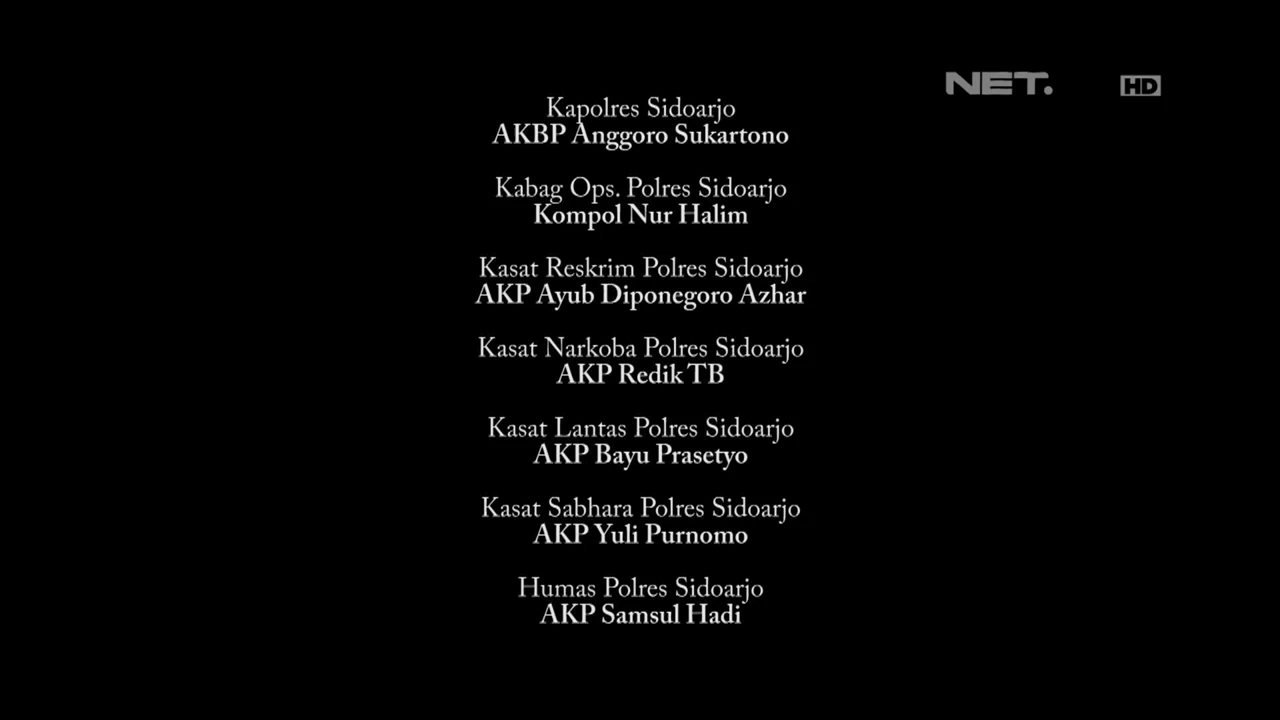 NET.
HD
Kapolres Sidoarjo
AKBP Anggoro Sukartono
Kabag Ops. Polres Sidoarjo
Kompol Nur Halim
Kasat Reskrim Polres Sidoarjo
AKP Ayub Diponegoro Azhar
Kasat Narkoba Polres Sidoarjo
AKP Redik TB
Kasat Lantas Polres Sidoarjo
AKP Bayu Prasetyo
Kasat Sabhara Polres Sidoarjo
AKP Yuli Purnomo
Humas Polres Sidoarjo
AKP Samsul Hadi